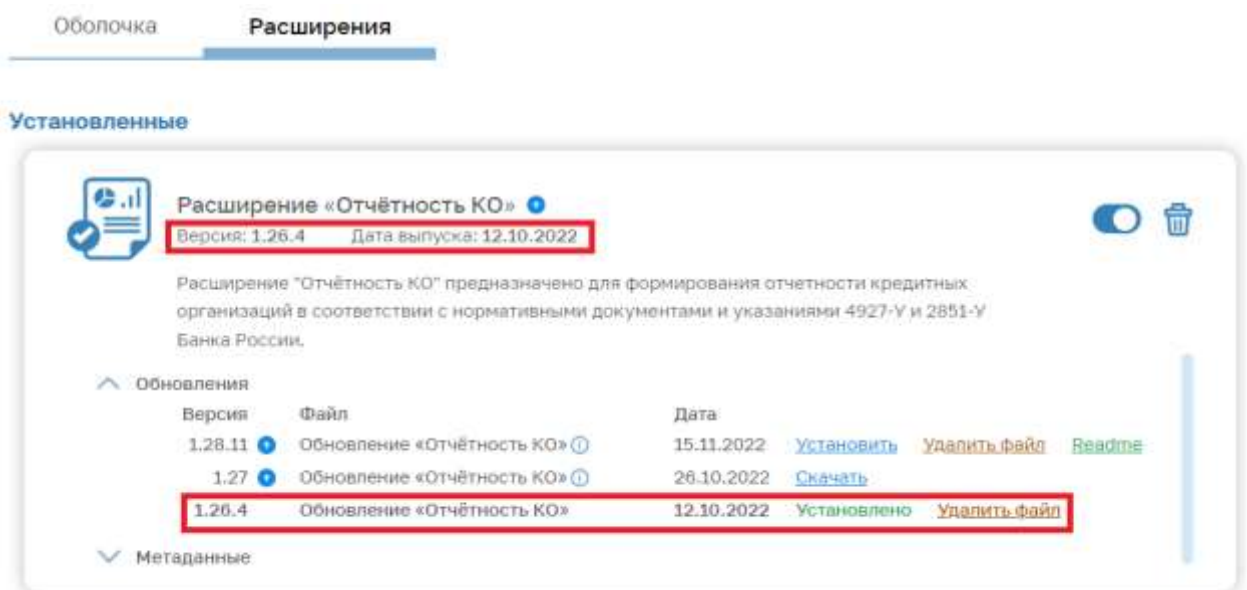 Оболочка Расширения
Установленные
Расширение «Отчётность КО»
Версия: 1.26.4 Дата выпуска: 12.10.2022
Расширение "Отчётность КО" предназначено для формирования отчетности кредитных
организаций в соответствии с нормативными документами и указаниями 4927-У и 2851-У
Банка России.
Обновления
Версия Файл Дата
1.28.11 Обновление «Отчётность КО» 15.11.2022 Установить Удалить файл Readme
1.27 Обновление «Отчётность КО» 26.10.2022 Скачать
1.26.4 Обновление «Отчётность КО» 12.10.2022 Установлено Удалить файл
Метаданные